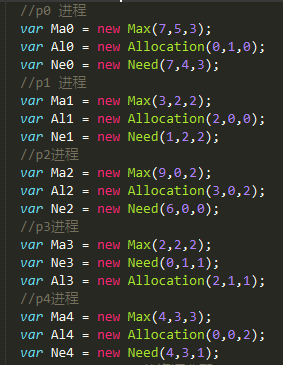 //p0 进程
var Ma0 = new Max(7,5,3);
var Al0 = new Allocation(0,1,0);
var Ne0 = new Need(7,4,3);
//p1 进程
var Ma1 = new Max(3,2,2);
var Al1 = new Allocation(2,0,0);
var Ne1 = new Need(1,2,2);
//p2进程
var Ma2 = new Max(9,0,2);
var Al2 = new Allocation(3,0,2);
var Ne2 = new Need(6,0,0);
//p3进程
var Ma3 = new Max(2,2,2);
var Ne3 = new Need(0,1,1);
var Al3 = new Allocation(2,1,1);
//p4进程
var Ma4 = new Max(4,3,3);
var Al4 = new Allocation(0,0,2);
var Ne4 = new Need(4,3,1);